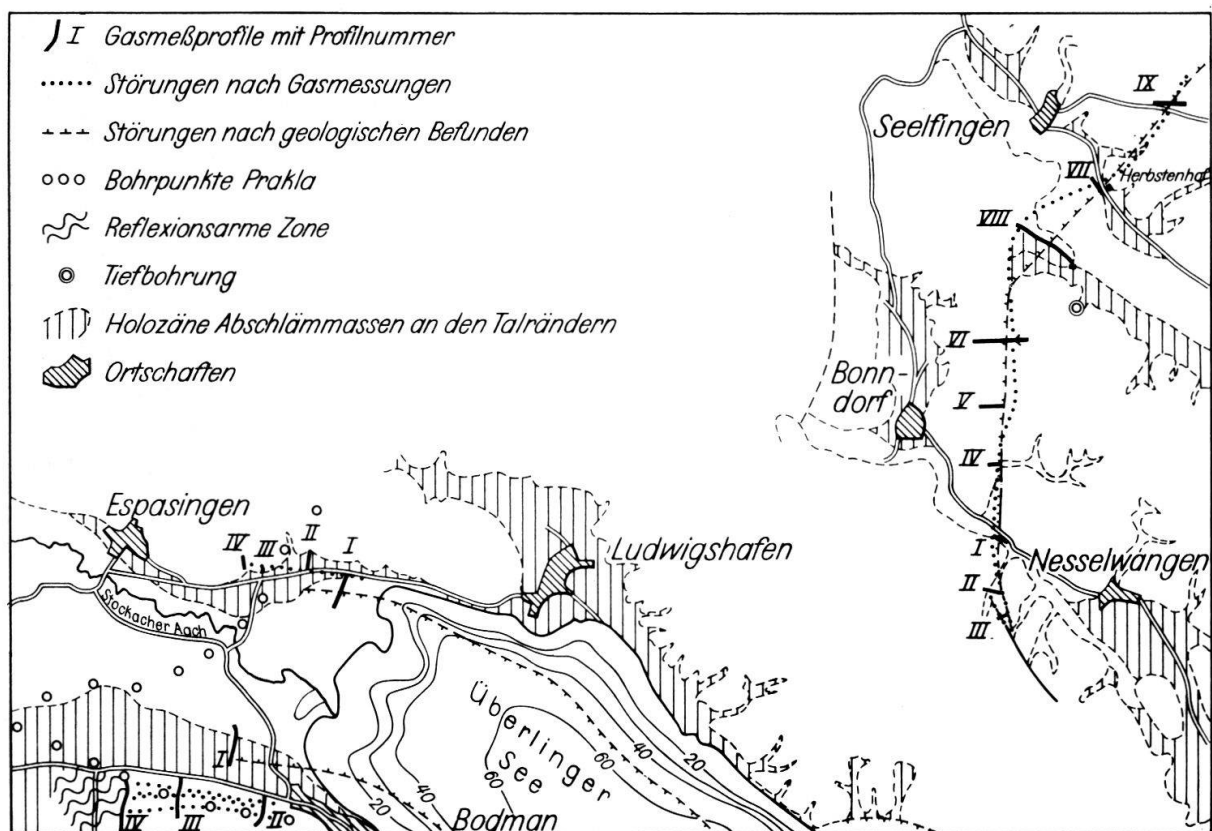 I Gasmeßprofile mit Profilnummer
Störungen nach Gasmessungen
Störungen nach geologischen Befunden
Bohrpunkte Prakla
Reflexionsarme Zone
Tiefbohrung
Holozäne Abschlämmassen an den Talrändern
Ortschaften
IX
Seelfingen
VII
Herbstenhof
VIII
VI
Bonn-
dorf
V
IV
I
Nesselwangen
II
III
Espasingen
IV
III
II
I
Ludwigshafen
Stockacher Aach
Überlinger
See
60
40
20
60
40
20
I
Bodman
IV
III
II